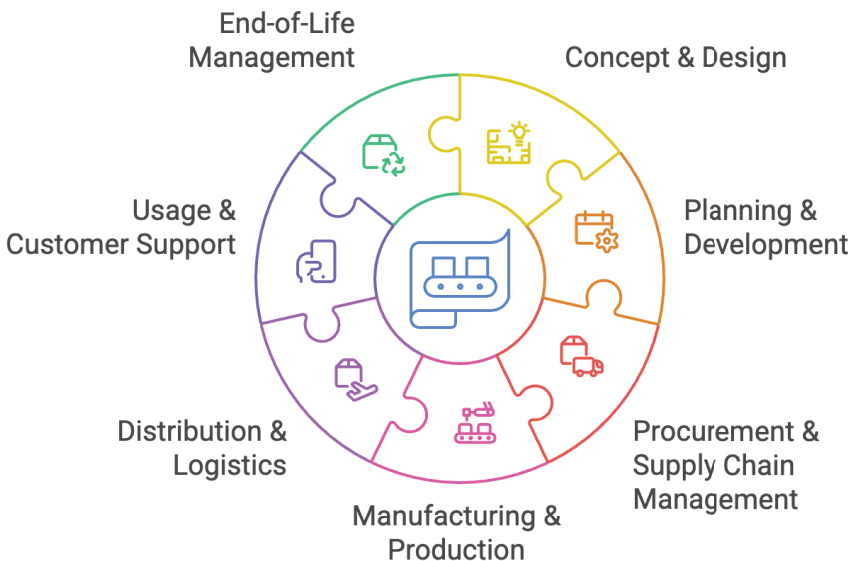 End-of-Life
Management
Concept & Design
Planning &
Development
Procurement &
Supply Chain
Management
Manufacturing &
Production
Distribution &
Logistics
Usage &
Customer Support